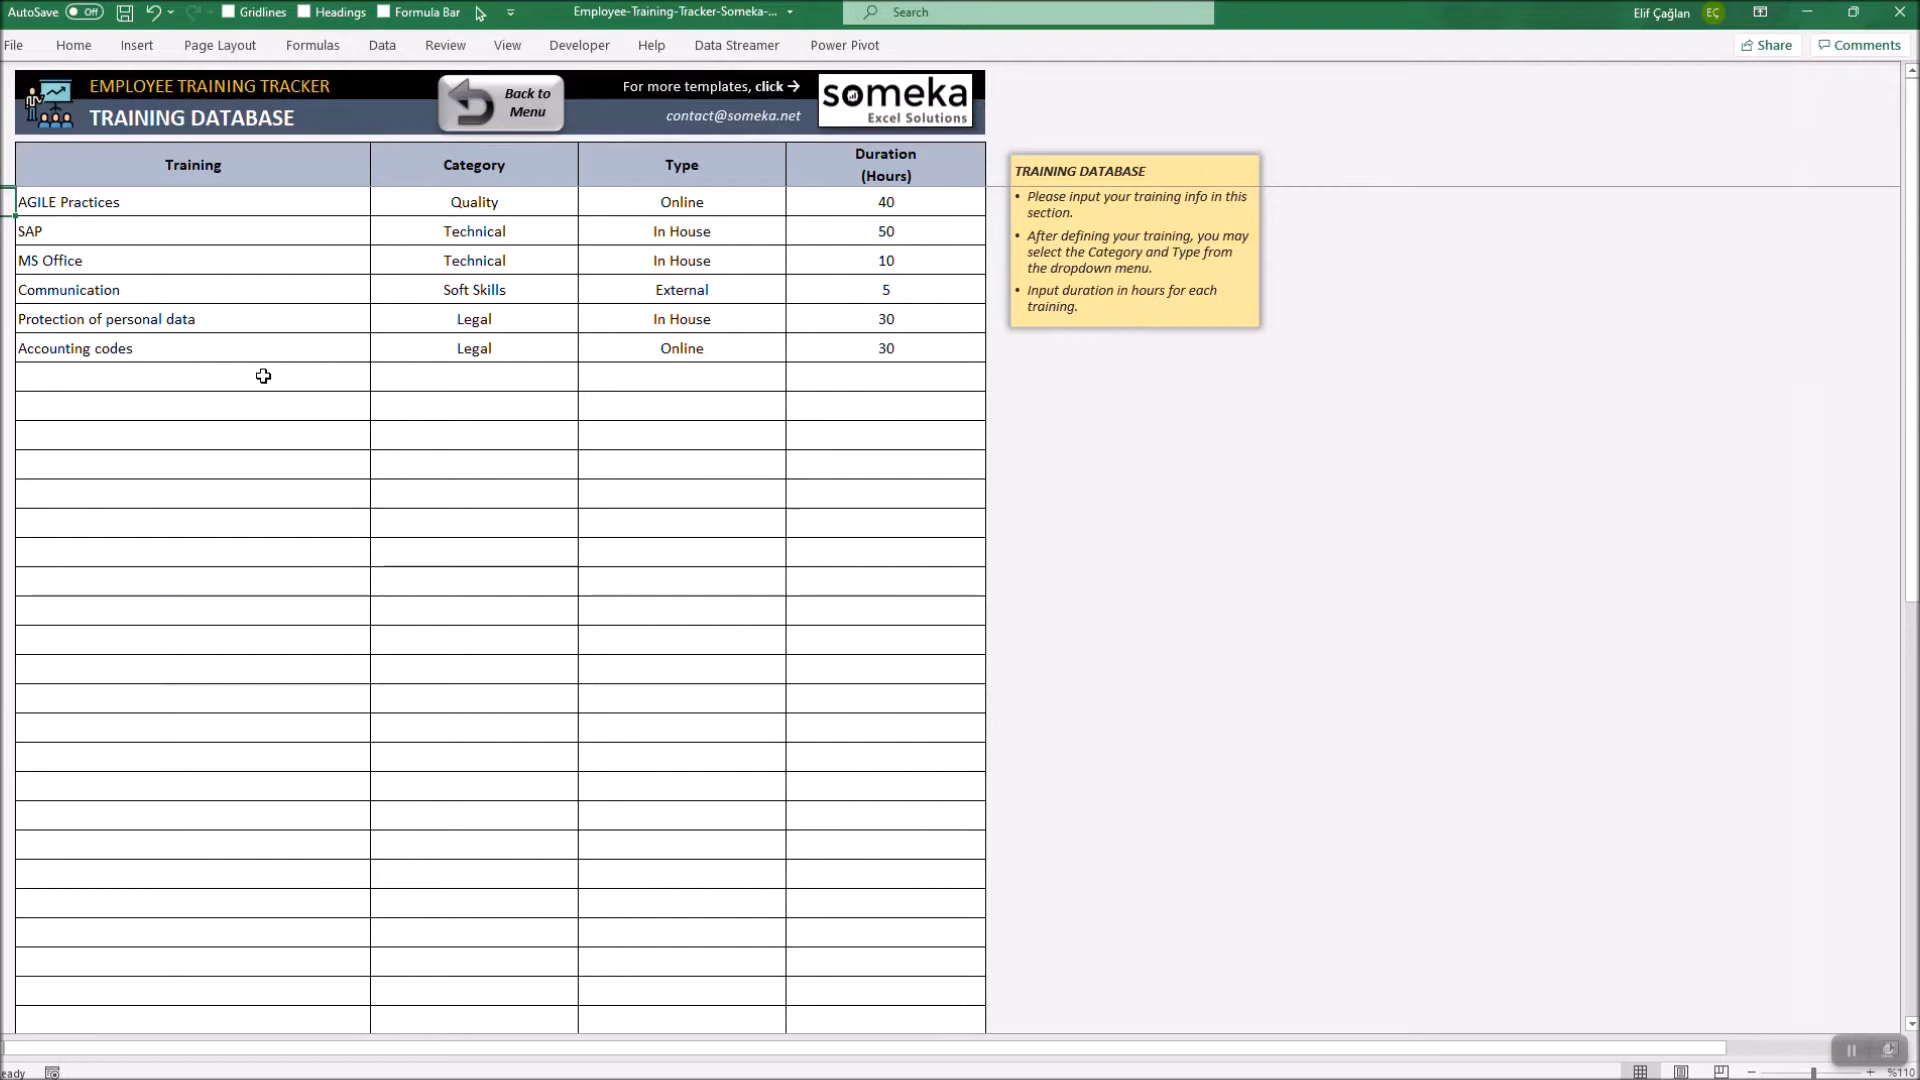 AutoSave Off Gridlines Headings Formula Bar Employee-Training-Tracker-Someka-... Search Elif Çağlan EÇ
File Home Insert Page Layout Formulas Data Review View Developer Help Data Streamer Power Pivot Share Comments
EMPLOYEE TRAINING TRACKER
TRAINING DATABASE
Back to
Menu
For more templates, click →
contact@someka.net
someka
Excel Solutions
Training Category Type Duration
(Hours)
AGILE Practices Quality Online 40
SAP Technical In House 50
MS Office Technical In House 10
Communication Soft Skills External 5
Protection of personal data Legal In House 30
Accounting codes Legal Online 30
TRAINING DATABASE
• Please input your training info in this
section.
• After defining your training, you may
select the Category and Type from
the dropdown menu.
• Input duration in hours for each
training.
eady %110